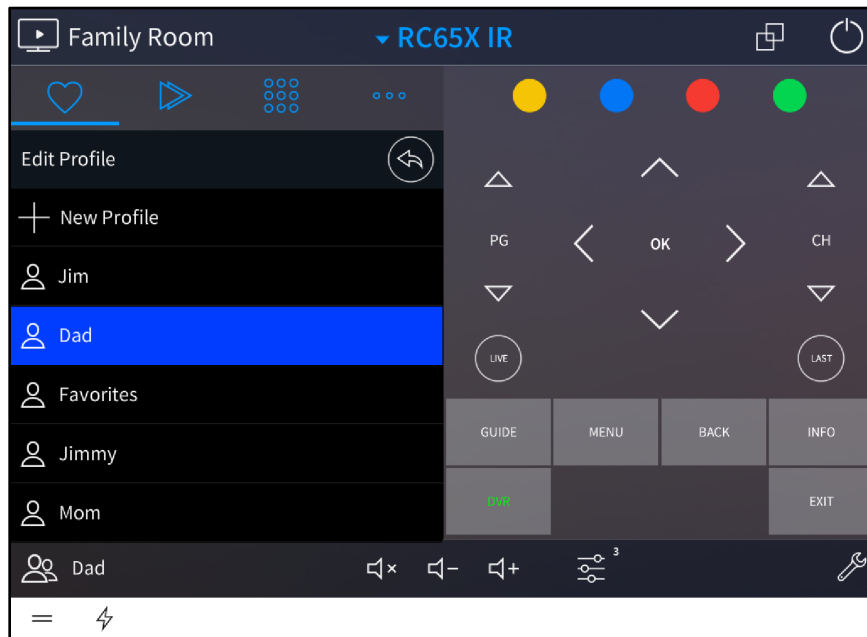 Family Room
RC65X IR
Edit Profile
New Profile
Jim
Dad
Favorites
Jimmy
Mom
PG
OK
CH
LIVE
LAST
GUIDE MENU BACK INFO
DVR EXIT
Dad
3